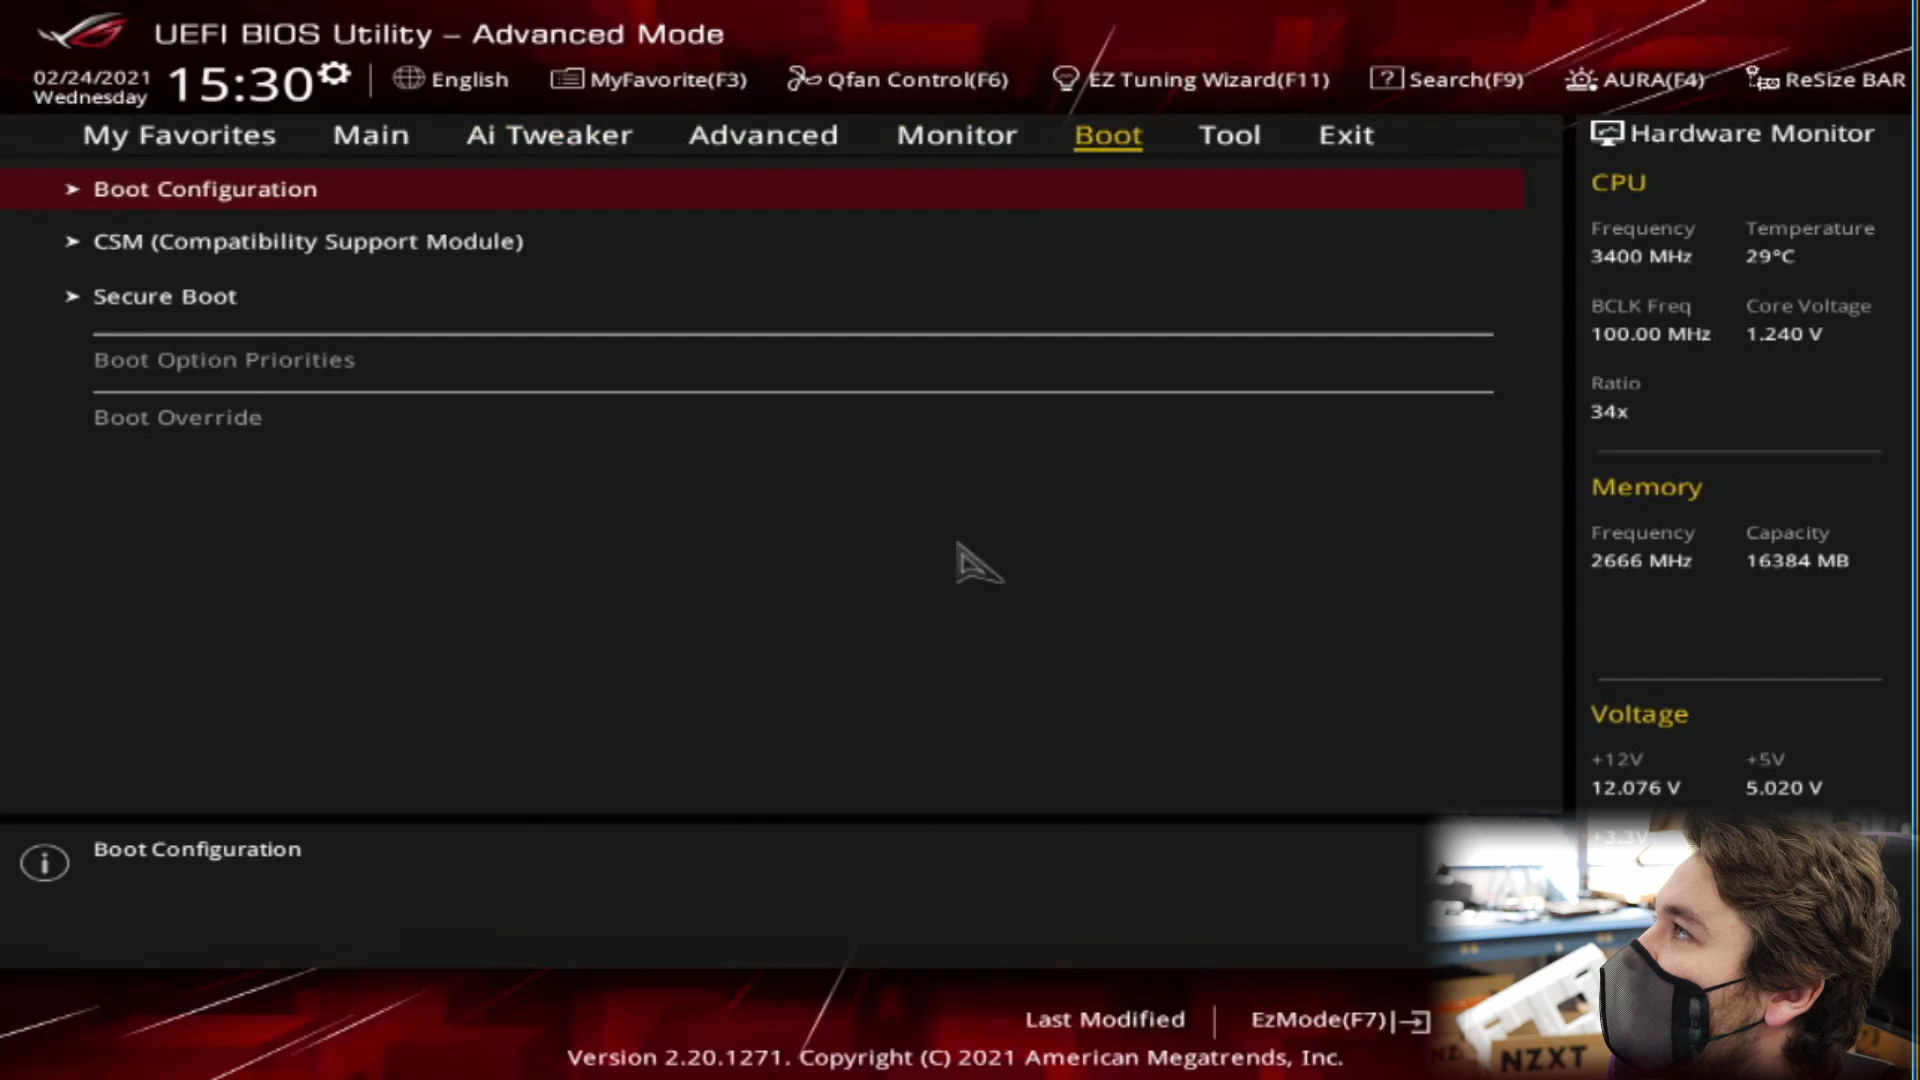 UEFI BIOS Utility – Advanced Mode
02/24/2021
Wednesday
15:30
English
MyFavorite(F3)
Qfan Control(F6)
EZ Tuning Wizard(F11)
Search(F9)
AURA(F4)
ReSize BAR
My Favorites
Main
Ai Tweaker
Advanced
Monitor
Boot
Tool
Exit
Boot Configuration
CSM (Compatibility Support Module)
Secure Boot
Boot Option Priorities
Boot Override
Hardware Monitor
CPU
Frequency Temperature
3400 MHz 29°C
BCLK Freq Core Voltage
100.00 MHz 1.240 V
Ratio
34x
Memory
Frequency Capacity
2666 MHz 16384 MB
Voltage
+12V +5V
12.076 V 5.020 V
+3.3V
Boot Configuration
Last Modified
EzMode(F7)
Version 2.20.1271. Copyright (C) 2021 American Megatrends, Inc.
NZXT